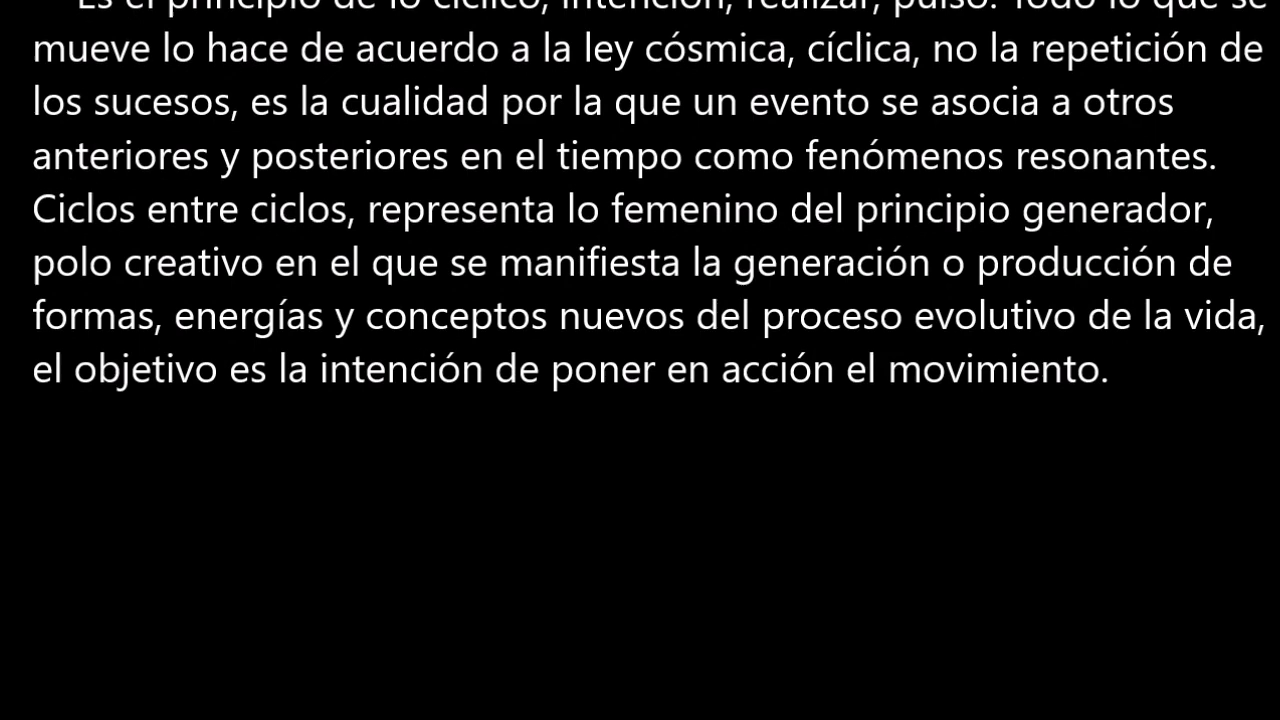 Es el principio de lo cíclico, intención, realizar, pulso. Todo lo que se
mueve lo hace de acuerdo a la ley cósmica, cíclica, no la repetición de
los sucesos, es la cualidad por la que un evento se asocia a otros
anteriores y posteriores en el tiempo como fenómenos resonantes.
Ciclos entre ciclos, representa lo femenino del principio generador,
polo creativo en el que se manifiesta la generación o producción de
formas, energías y conceptos nuevos del proceso evolutivo de la vida,
el objetivo es la intención de poner en acción el movimiento.